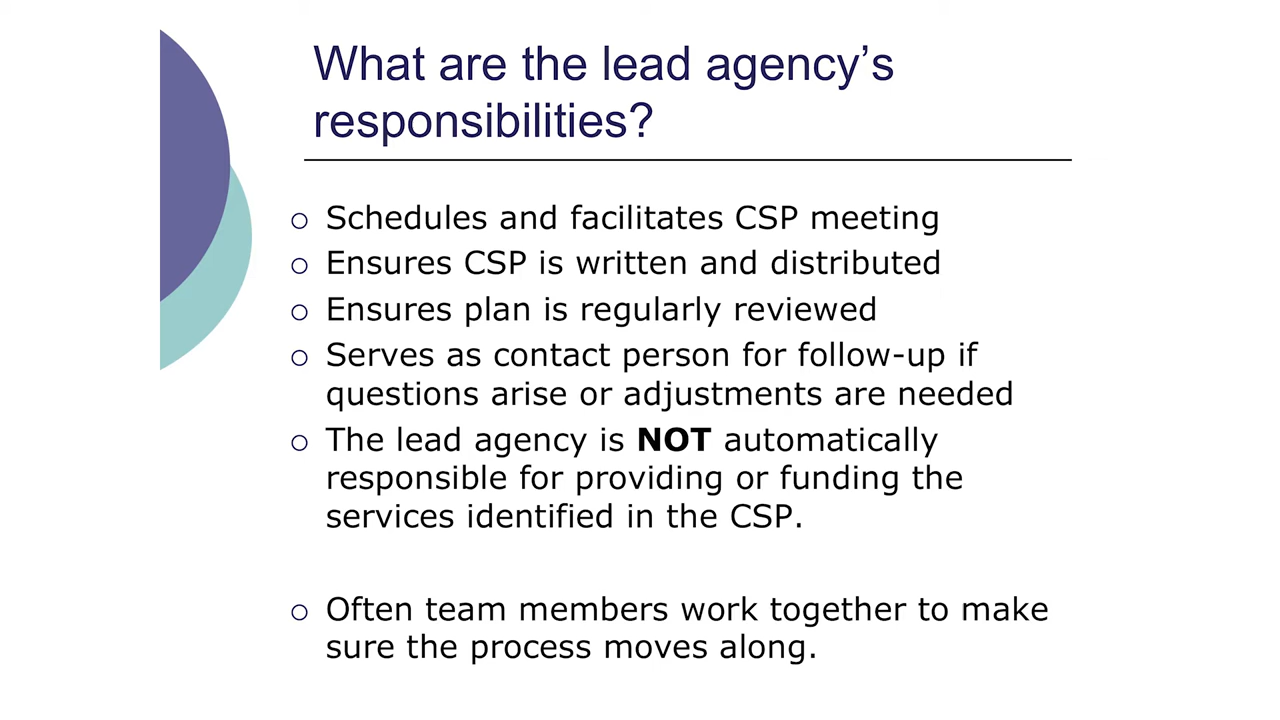 What are the lead agency’s
responsibilities?
Schedules and facilitates CSP meeting
Ensures CSP is written and distributed
Ensures plan is regularly reviewed
Serves as contact person for follow-up if
questions arise or adjustments are needed
The lead agency is NOT automatically
responsible for providing or funding the
services identified in the CSP.
Often team members work together to make
sure the process moves along.